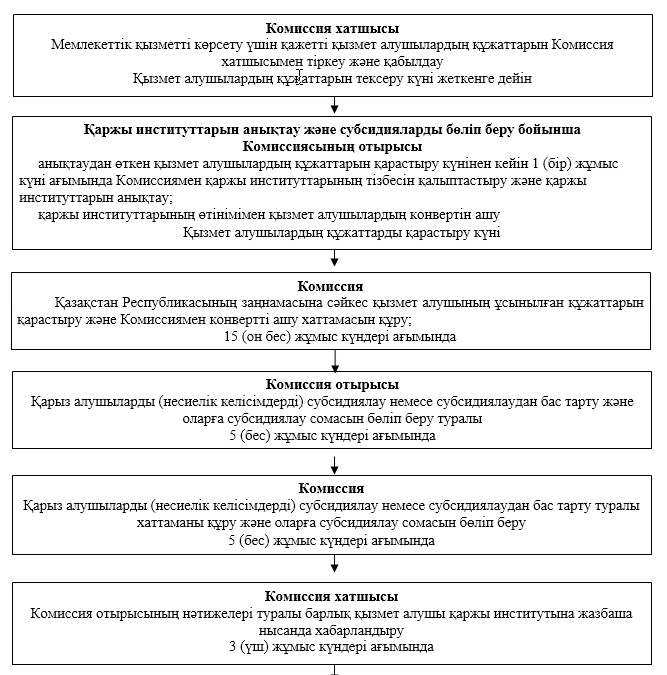 Комиссия хатшысы
Мемлекеттік қызметті көрсету үшін қажетті қызмет алушылардың құжаттарын Комиссия
хатшысымен тіркеу және қабылдау
Қызмет алушылардың құжаттарын тексеру күні жеткенге дейін
Қаржы институттарын анықтау және субсидияларды бөліп беру бойынша
Комиссиясының отырысы
анықтаудан өткен қызмет алушылардың құжаттарын қарастыру күнінен кейін 1 (бір) жұмыс
күні ағымында Комиссиямен қаржы институттарының тізбесін қалыптастыру және қаржы
институттарын анықтау;
қаржы институттарының өтінімімен қызмет алушылардың конвертін ашу
Қызмет алушылардың құжаттарды қарастыру күні
Комиссия
Қазақстан Республикасының заңнамасына сәйкес қызмет алушының ұсынылған құжаттарын
қарастыру және Комиссиямен конвертті ашу хаттамасын құру;
15 (он бес) жұмыс күндері ағымында
Комиссия отырысы
Қарыз алушыларды (несиелік келісімдерді) субсидиялау немесе субсидиялаудан бас тарту және
оларға субсидиялау сомасын бөліп беру туралы
5 (бес) жұмыс күндері ағымында
Комиссия
Қарыз алушыларды (несиелік келісімдерді) субсидиялау немесе субсидиялаудан бас тарту туралы
хаттаманы құру және оларға субсидиялау сомасын бөліп беру
5 (бес) жұмыс күндері ағымында
Комиссия хатшысы
Комиссия отырысының нәтижелері туралы барлық қызмет алушы қаржы институтына жазбаша
нысанда хабарландыру
3 (үш) жұмыс күндері ағымында